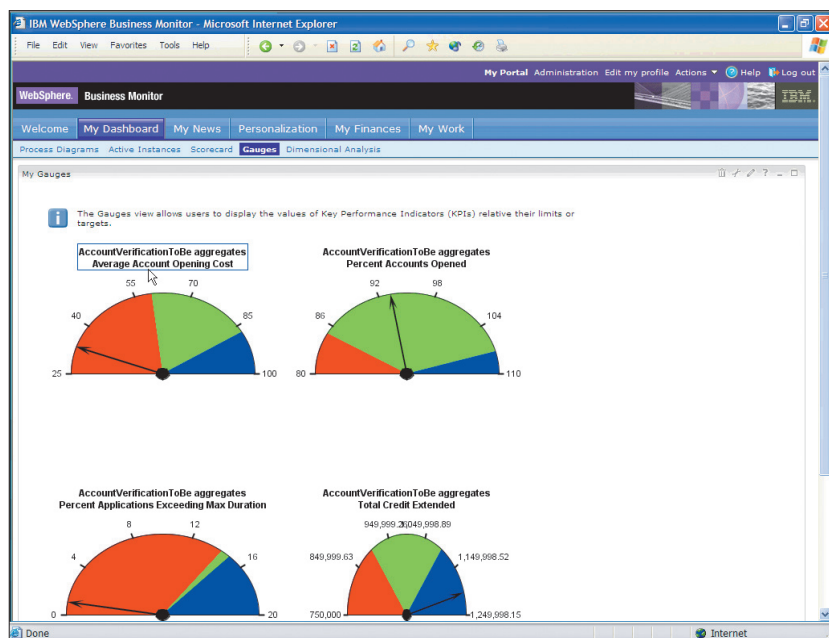 IBM WebSphere Business Monitor - Microsoft Internet Explorer
File Edit View Favorites Tools Help
My Portal Administration Edit my profile Actions ? Help Log out
WebSphere. Business Monitor IBM.
Welcome My Dashboard My News Personalization My Finances My Work
Process Diagrams Active Instances Scorecard Gauges Dimensional Analysis
My Gauges ?
i The Gauges view allows users to display the values of Key Performance Indicators (KPIs) relative their limits or
targets.
AccountVerificationToBe aggregates
Average Account Opening Cost
55 70
40 85
25 100
AccountVerificationToBe aggregates
Percent Accounts Opened
92 98
86 104
80 110
AccountVerificationToBe aggregates
Percent Applications Exceeding Max Duration
8 12
4 16
0 20
AccountVerificationToBe aggregates
Total Credit Extended
1,049,998.89
849,999.63 1,149,998.52
750,000 1,249,998.15
Done Internet